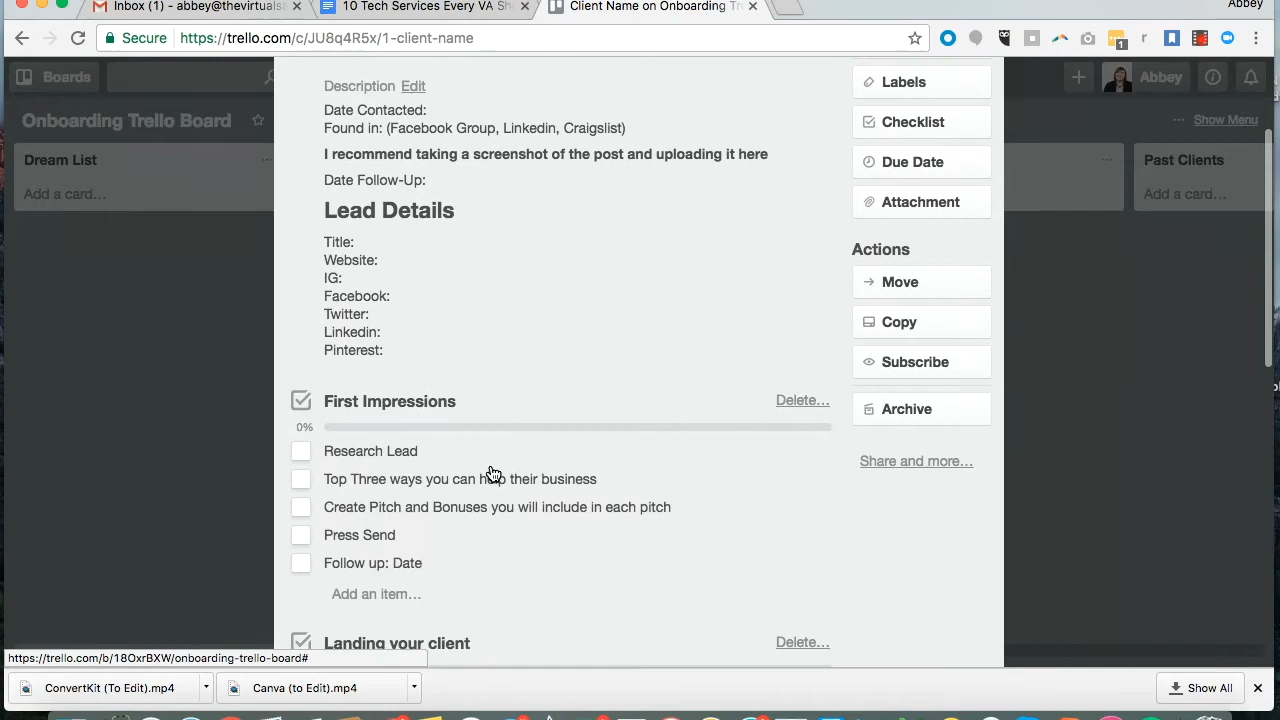 Inbox (1) - abbey@thevirtualsa
10 Tech Services Every VA Sh
Client Name on Onboarding Tr
Abbey
Secure
https://trello.com/c/JU8q4R5x/1-client-name
1
r
Boards
Abbey
Onboarding Trello Board
... Show Menu
Dream List
...
Add a card...
...
Past Clients
Add a card...
Description Edit
Date Contacted:
Found in: (Facebook Group, Linkedin, Craigslist)
I recommend taking a screenshot of the post and uploading it here
Date Follow-Up:
Lead Details
Title:
Website:
IG:
Facebook:
Twitter:
Linkedin:
Pinterest:
First Impressions
Delete...
0%
Research Lead
Top Three ways you can help their business
Create Pitch and Bonuses you will include in each pitch
Press Send
Follow up: Date
Add an item...
Landing your client
Delete...
Labels
Checklist
Due Date
Attachment
Actions
Move
Copy
Subscribe
Archive
Share and more...
https://trello.com/b/18OxrBXW/onboarding-trello-board#
ConvertKit (To Edit).mp4
Canva (to Edit).mp4
Show All